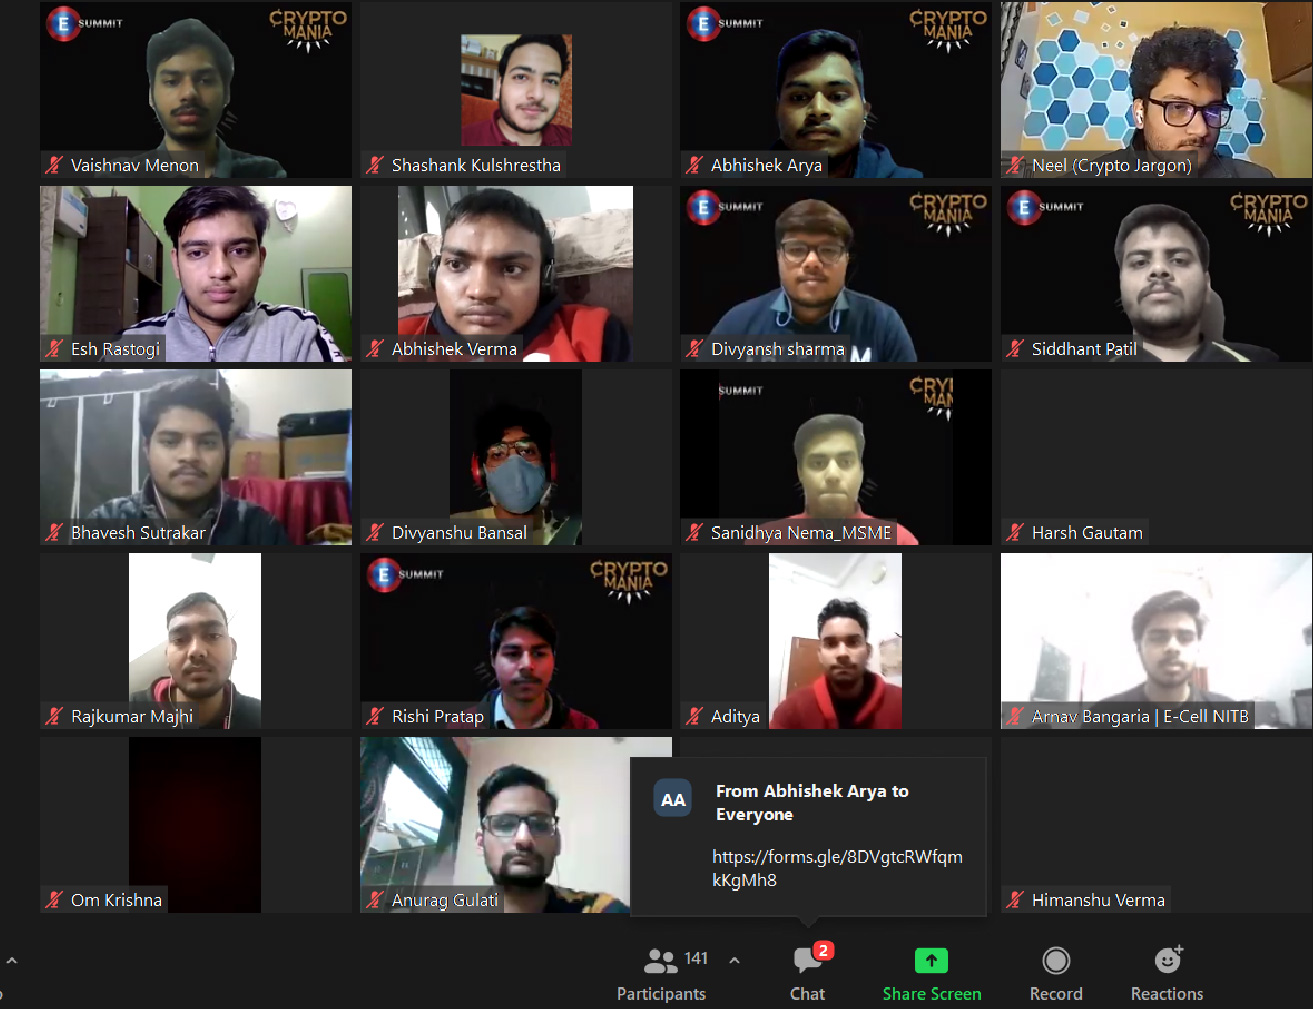 E SUMMIT
CRYPTO
MANIA
Vaishnav Menon
Shashank Kulshrestha
E SUMMIT
CRYPTO
MANIA
Abhishek Arya
Neel (Crypto Jargon)
Esh Rastogi
Abhishek Verma
E SUMMIT
CRYPTO
MANIA
M
Divyansh sharma
E SUMMIT
CRYPTO
MANIA
Siddhant Patil
Bhavesh Sutrakar
Divyanshu Bansal
SUMMIT
CRY
MAN
Sanidhya Nema_MSME
Harsh Gautam
Rajkumar Majhi
E SUMMIT
CRYPTO
MANIA
Rishi Pratap
Aditya
Arnav Bangaria | E-Cell NITB
Om Krishna
Anurag Gulati
AA
From Abhishek Arya to
Everyone
https://forms.gle/8DVgtcRWfqm
kKgMh8
Himanshu Verma
141
Participants
2
Chat
Share Screen
Record
Reactions